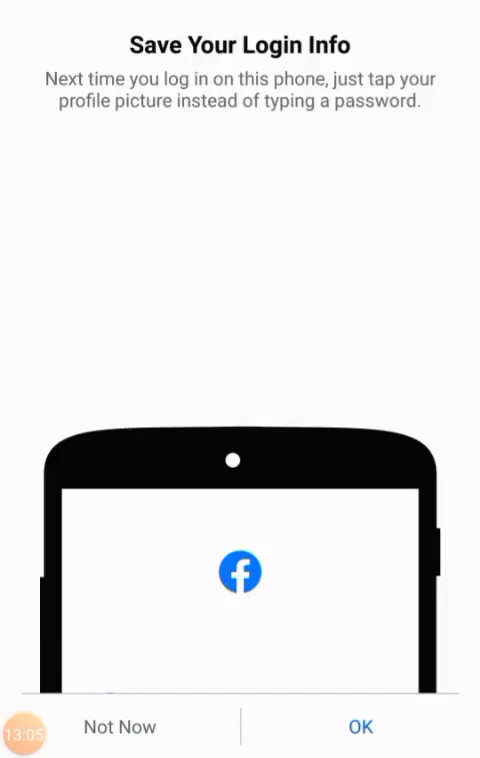 Save Your Login Info
Next time you log in on this phone, just tap your
profile picture instead of typing a password.
Not Now
OK
13:05